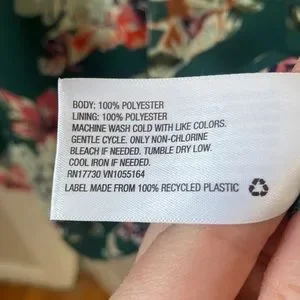 BODY; 100% POLYESTER
LINING: 100% POLYESTER
MACHINE WASH COLD WITH LIKE COLORS.
GENTLE CYCLE. ONLY NON-CHLORINE
BLEACH IF NEEDED. TUMBLE DRY LOW.
COOL IRON IF NEEDED.
RN17730 VN1055164
LABEL MADE FROM 100% RECYCLED PLASTIC